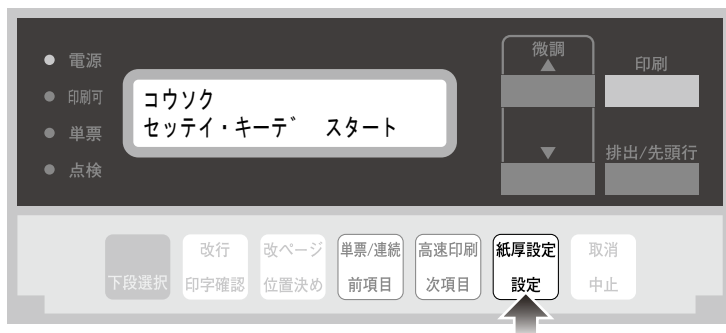 電源
印刷可
単票
点検
コウソク
セッテイ・キーデ スタート
微調
▲
▼
印刷
排出/先頭行
下段選択
改行
印字確認
改ページ
位置決め
単票/連続
前項目
高速印刷
次項目
紙厚設定
設定
取消
中止